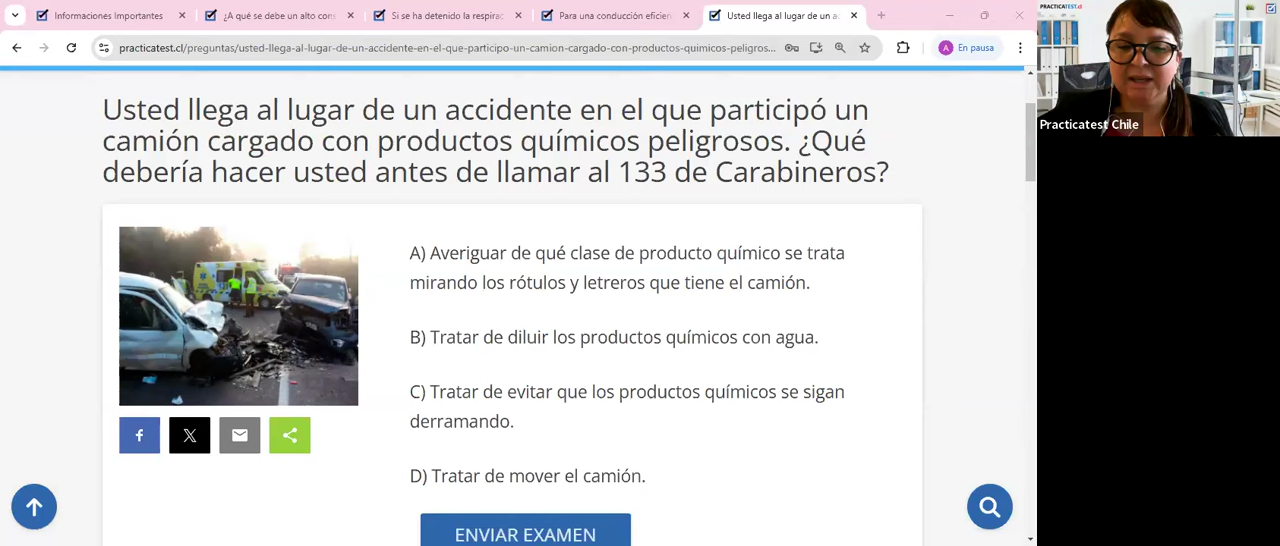 Informaciones Importantes
¿A qué se debe un alto cons
Si se ha detenido la respirac
Para una conducción eficien
Usted llega al lugar de un ac
practicatest.cl/preguntas/usted-llega-al-lugar-de-un-accidente-en-el-que-participo-un-camion-cargado-con-productos-quimicos-peligros...
A
En pausa
PRACTICATEST.cl
Practicatest Chile
Usted llega al lugar de un accidente en el que participó un
camión cargado con productos químicos peligrosos. ¿Qué
debería hacer usted antes de llamar al 133 de Carabineros?
A) Averiguar de qué clase de producto químico se trata
mirando los rótulos y letreros que tiene el camión.
B) Tratar de diluir los productos químicos con agua.
C) Tratar de evitar que los productos químicos se sigan
derramando.
D) Tratar de mover el camión.
ENVIAR EXAMEN